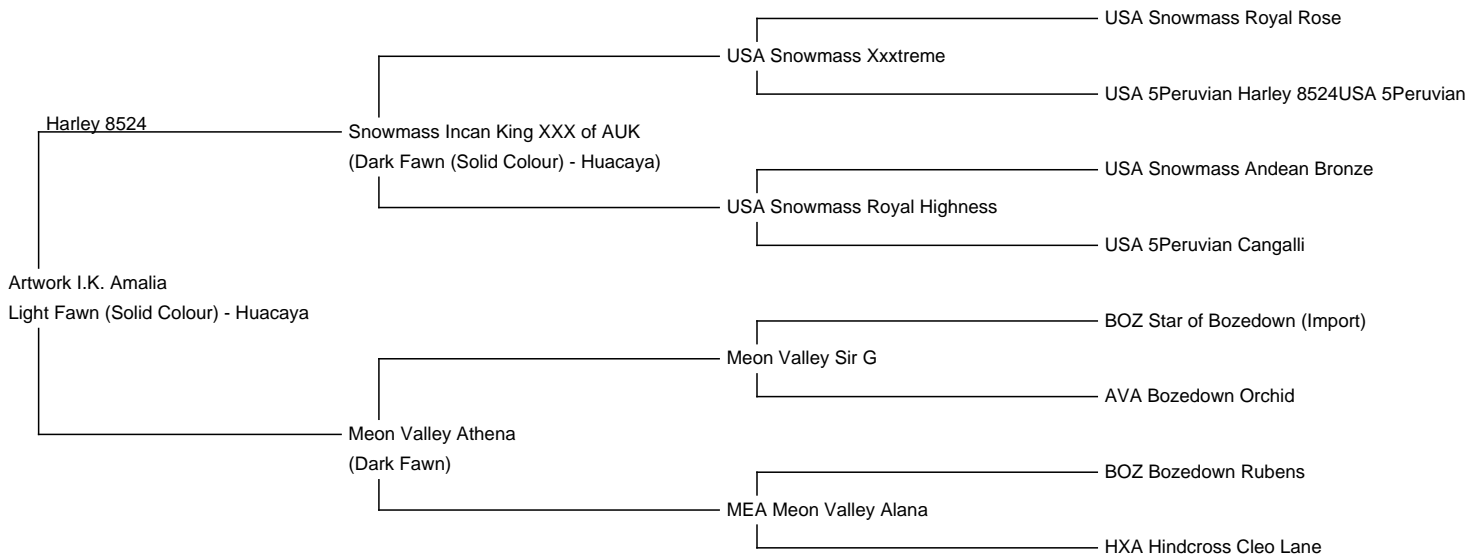 USA Snowmass Royal Rose
USA Snowmass Xxxtreme
USA 5Peruvian Harley 8524USA 5Peruvian
Harley 8524
Snowmass Incan King XXX of AUK
(Dark Fawn (Solid Colour) - Huacaya)
USA Snowmass Andean Bronze
USA Snowmass Royal Highness
USA 5Peruvian Cangalli
Artwork I.K. Amalia
Light Fawn (Solid Colour) - Huacaya
BOZ Star of Bozedown (Import)
Meon Valley Sir G
AVA Bozedown Orchid
Meon Valley Athena
(Dark Fawn)
BOZ Bozedown Rubens
MEA Meon Valley Alana
HXA Hindcross Cleo Lane